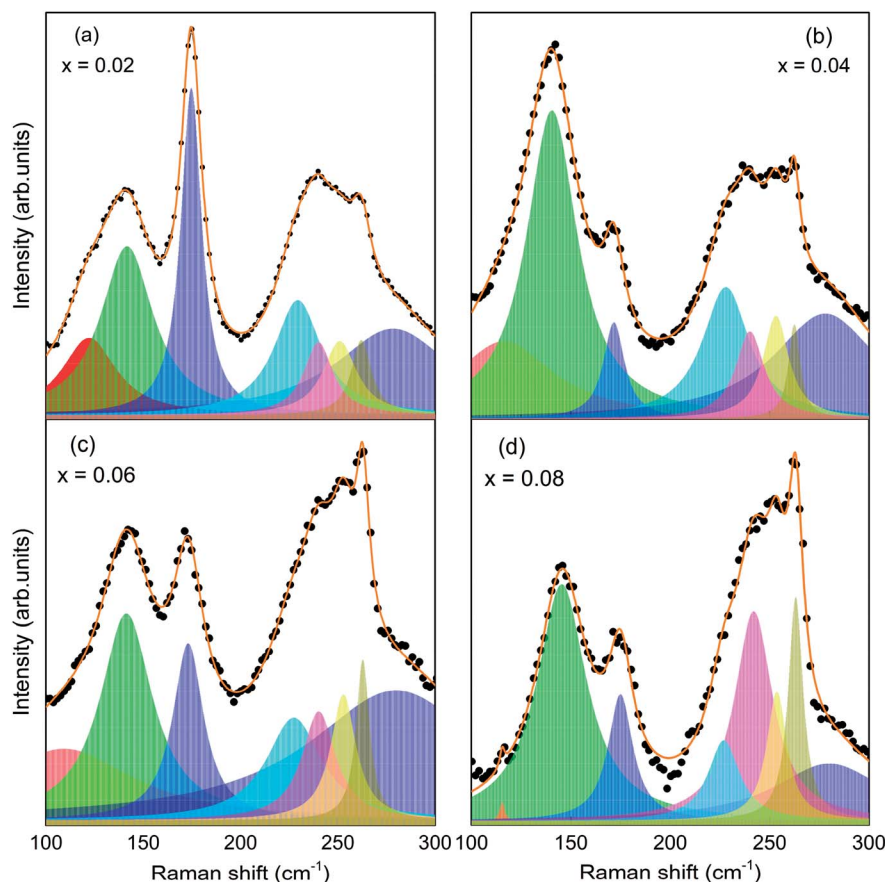 (a)
x = 0.02
(b)
x = 0.04
Intensity (arb.units)
(c)
x = 0.06
(d)
x = 0.08
Intensity (arb.units)
100 150 200 250 300
100 150 200 250 300
Raman shift (cm⁻¹)
Raman shift (cm⁻¹)